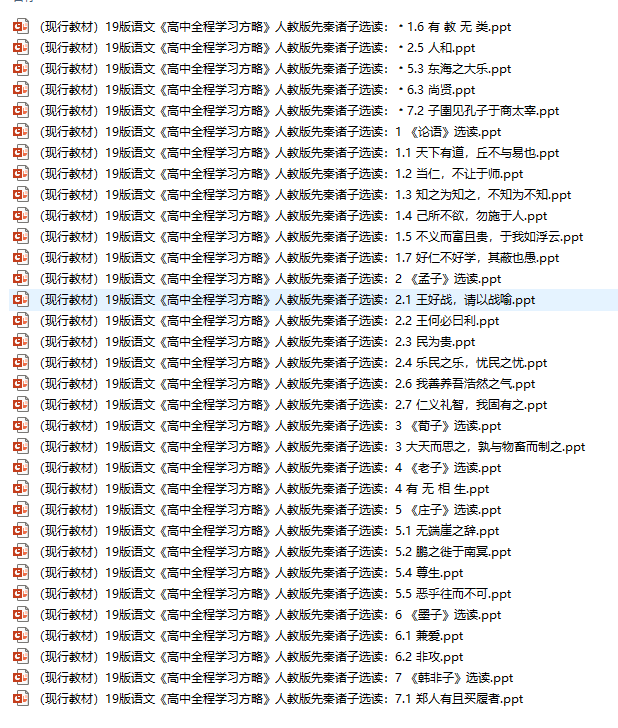 （现行教材）19版语文《高中全程学习方略》人教版先秦诸子选读：·1.6 有 教 无 类.ppt
（现行教材）19版语文《高中全程学习方略》人教版先秦诸子选读：·2.5 人和.ppt
（现行教材）19版语文《高中全程学习方略》人教版先秦诸子选读：·5.3 东海之大乐.ppt
（现行教材）19版语文《高中全程学习方略》人教版先秦诸子选读：·6.3 尚贤.ppt
（现行教材）19版语文《高中全程学习方略》人教版先秦诸子选读：·7.2 子圉见孔子于商太宰.ppt
（现行教材）19版语文《高中全程学习方略》人教版先秦诸子选读：1 《论语》选读.ppt
（现行教材）19版语文《高中全程学习方略》人教版先秦诸子选读：1.1 天下有道，丘不与易也.ppt
（现行教材）19版语文《高中全程学习方略》人教版先秦诸子选读：1.2 当仁，不让于师.ppt
（现行教材）19版语文《高中全程学习方略》人教版先秦诸子选读：1.3 知之为知之，不知为不知.ppt
（现行教材）19版语文《高中全程学习方略》人教版先秦诸子选读：1.4 己所不欲，勿施于人.ppt
（现行教材）19版语文《高中全程学习方略》人教版先秦诸子选读：1.5 不义而富且贵，于我如浮云.ppt
（现行教材）19版语文《高中全程学习方略》人教版先秦诸子选读：1.7 好仁不好学，其蔽也愚.ppt
（现行教材）19版语文《高中全程学习方略》人教版先秦诸子选读：2 《孟子》选读.ppt
（现行教材）19版语文《高中全程学习方略》人教版先秦诸子选读：2.1 王好战，请以战喻.ppt
（现行教材）19版语文《高中全程学习方略》人教版先秦诸子选读：2.2 王何必曰利.ppt
（现行教材）19版语文《高中全程学习方略》人教版先秦诸子选读：2.3 民为贵.ppt
（现行教材）19版语文《高中全程学习方略》人教版先秦诸子选读：2.4 乐民之乐，忧民之忧.ppt
（现行教材）19版语文《高中全程学习方略》人教版先秦诸子选读：2.6 我善养吾浩然之气.ppt
（现行教材）19版语文《高中全程学习方略》人教版先秦诸子选读：2.7 仁义礼智，我固有之.ppt
（现行教材）19版语文《高中全程学习方略》人教版先秦诸子选读：3 《荀子》选读.ppt
（现行教材）19版语文《高中全程学习方略》人教版先秦诸子选读：3 大天而思之，孰与物畜而制之.ppt
（现行教材）19版语文《高中全程学习方略》人教版先秦诸子选读：4 《老子》选读.ppt
（现行教材）19版语文《高中全程学习方略》人教版先秦诸子选读：4 有 无 相 生.ppt
（现行教材）19版语文《高中全程学习方略》人教版先秦诸子选读：5 《庄子》选读.ppt
（现行教材）19版语文《高中全程学习方略》人教版先秦诸子选读：5.1 无端崖之辞.ppt
（现行教材）19版语文《高中全程学习方略》人教版先秦诸子选读：5.2 鹏之徙于南冥.ppt
（现行教材）19版语文《高中全程学习方略》人教版先秦诸子选读：5.4 尊生.ppt
（现行教材）19版语文《高中全程学习方略》人教版先秦诸子选读：5.5 恶乎往而不可.ppt
（现行教材）19版语文《高中全程学习方略》人教版先秦诸子选读：6 《墨子》选读.ppt
（现行教材）19版语文《高中全程学习方略》人教版先秦诸子选读：6.1 兼爱.ppt
（现行教材）19版语文《高中全程学习方略》人教版先秦诸子选读：6.2 非攻.ppt
（现行教材）19版语文《高中全程学习方略》人教版先秦诸子选读：7 《韩非子》选读.ppt
（现行教材）19版语文《高中全程学习方略》人教版先秦诸子选读：7.1 郑人有且买履者.ppt